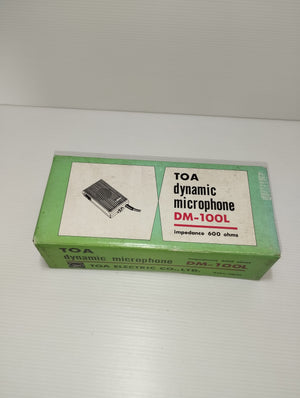 TOA
dynamic
microphone
DM-100L
impedance 600 ohms
TOA
dynamic microphone
DM-100L
TOA ELECTRIC CO., LTD.